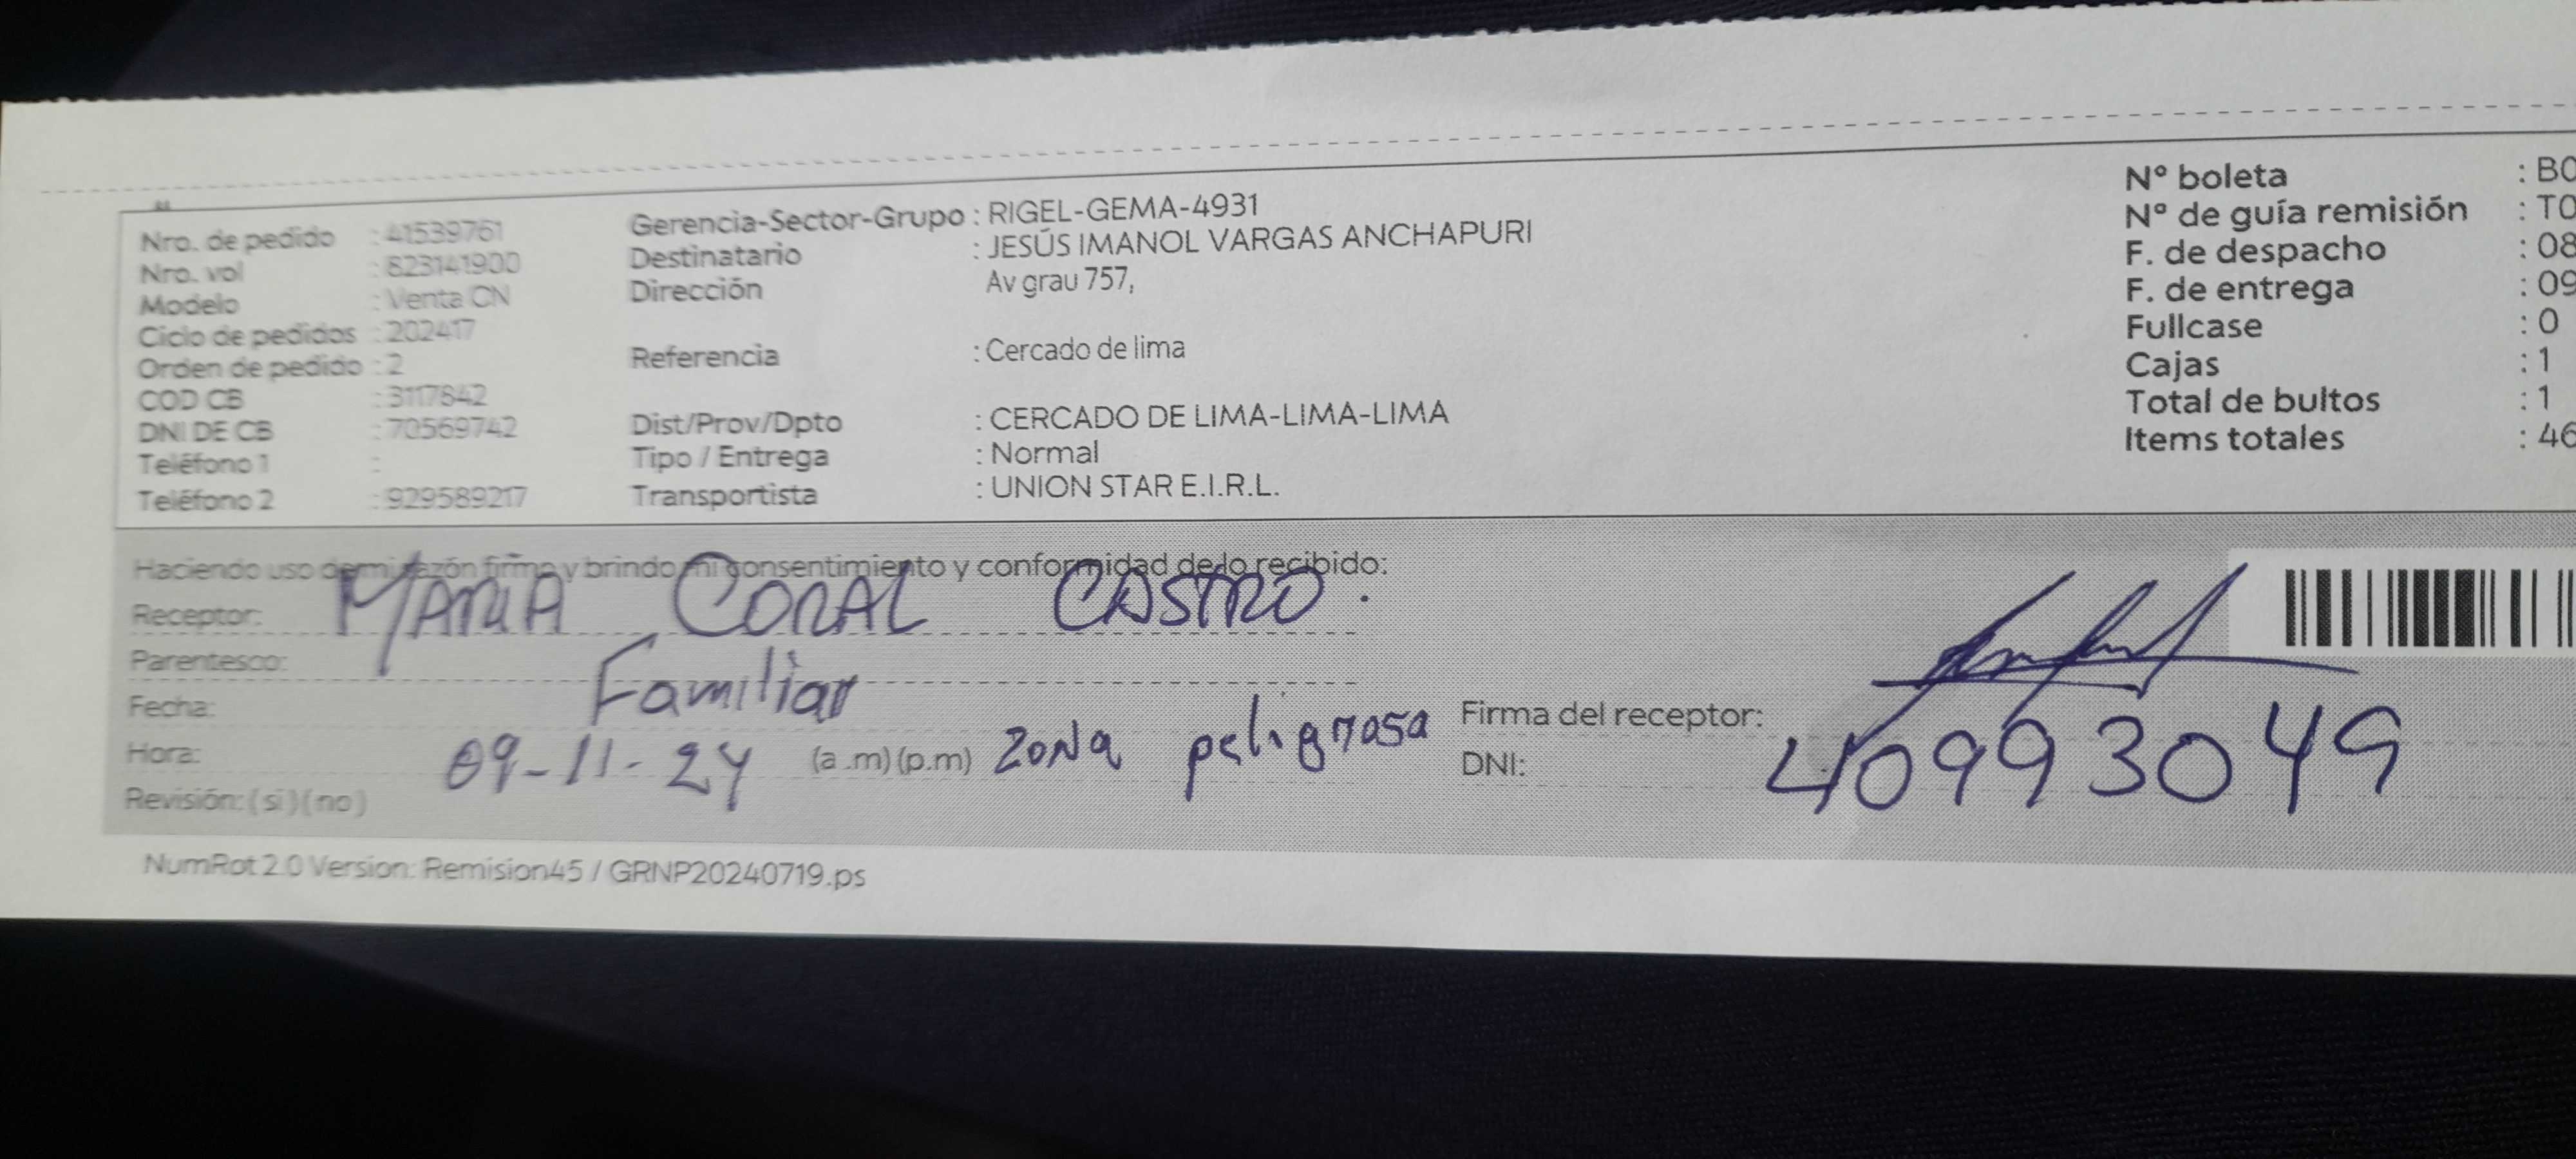 Nro. de pedido : 41539761
Nro. vol : 823141900
Modelo : Venta CN
Ciclo de pedidos : 202417
Orden de pedido : 2
COD CB : 3117842
DNI DE CB : 70569742
Teléfono 1 :
Teléfono 2 : 929589217
Gerencia-Sector-Grupo : RIGEL-GEMA-4931
Destinatario : JESÚS IMANOL VARGAS ANCHAPURI
Dirección Av grau 757,
Referencia : Cercado de lima
Dist/Prov/Dpto : CERCADO DE LIMA-LIMA-LIMA
Tipo / Entrega : Normal
Transportista : UNION STAR E.I.R.L.
Nº boleta : B0
Nº de guía remisión : T0
F. de despacho : 08
F. de entrega : 09
Fullcase : 0
Cajas : 1
Total de bultos : 1
Items totales : 46
Haciendo uso de mi razón firmo y brindo mi consentimiento y conformidad de lo recibido:
Receptor: MARIA CORAL CASTRO.
Parentesco: Familiar
Fecha:
Hora: 09-11-24 (a.m)(p.m) ZONA peligrosa
Revisión: (si)(no)
Firma del receptor:
DNI: 40993049
NumRot 2.0 Version: Remision45 / GRNP20240719.ps